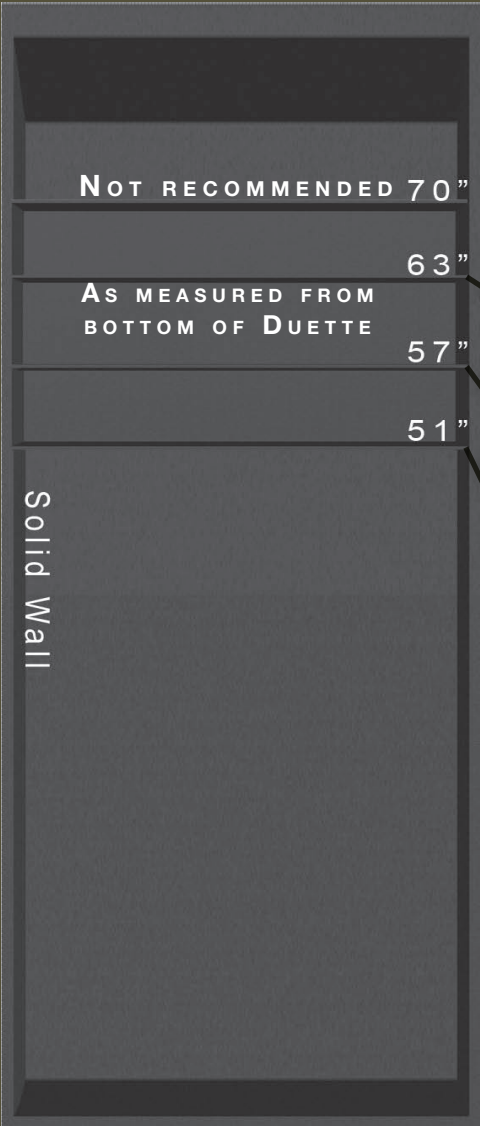 Not recommended 70”
63”
As measured from
bottom of Duette
57”
51”
Solid Wall